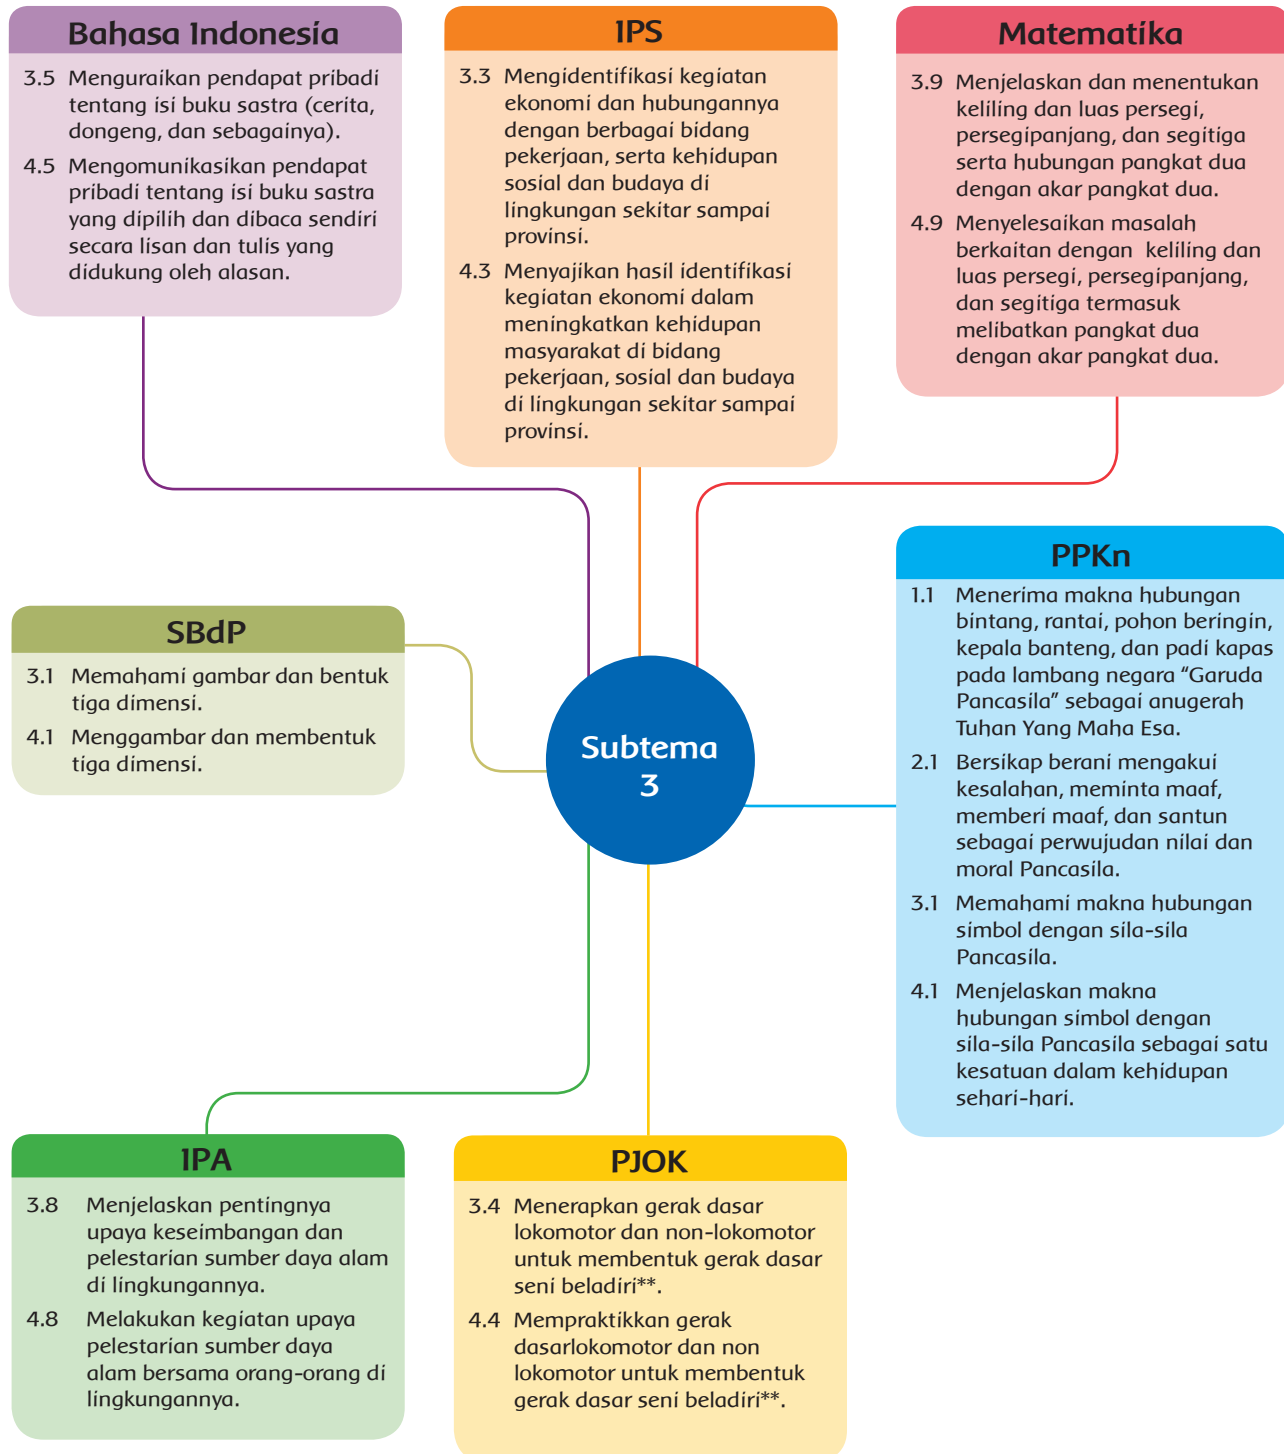 Bahasa Indonesia
3.5 Menguraikan pendapat pribadi
tentang isi buku sastra (cerita,
dongeng, dan sebagainya).
4.5 Mengomunikasikan pendapat
pribadi tentang isi buku sastra
yang dipilih dan dibaca sendiri
secara lisan dan tulis yang
didukung oleh alasan.
IPS
3.3 Mengidentifikasi kegiatan
ekonomi dan hubungannya
dengan berbagai bidang
pekerjaan, serta kehidupan
sosial dan budaya di
lingkungan sekitar sampai
provinsi.
4.3 Menyajikan hasil identifikasi
kegiatan ekonomi dalam
meningkatkan kehidupan
masyarakat di bidang
pekerjaan, sosial dan budaya
di lingkungan sekitar sampai
provinsi.
Matematika
3.9 Menjelaskan dan menentukan
keliling dan luas persegi,
persegipanjang, dan segitiga
serta hubungan pangkat dua
dengan akar pangkat dua.
4.9 Menyelesaikan masalah
berkaitan dengan keliling dan
luas persegi, persegipanjang,
dan segitiga termasuk
melibatkan pangkat dua
dengan akar pangkat dua.
SBdP
3.1 Memahami gambar dan bentuk
tiga dimensi.
4.1 Menggambar dan membentuk
tiga dimensi.
Subtema
3
PPKn
1.1 Menerima makna hubungan
bintang, rantai, pohon beringin,
kepala banteng, dan padi kapas
pada lambang negara “Garuda
Pancasila” sebagai anugerah
Tuhan Yang Maha Esa.
2.1 Bersikap berani mengakui
kesalahan, meminta maaf,
memberi maaf, dan santun
sebagai perwujudan nilai dan
moral Pancasila.
3.1 Memahami makna hubungan
simbol dengan sila-sila
Pancasila.
4.1 Menjelaskan makna
hubungan simbol dengan
sila-sila Pancasila sebagai satu
kesatuan dalam kehidupan
sehari-hari.
IPA
3.8 Menjelaskan pentingnya
upaya keseimbangan dan
pelestarian sumber daya alam
di lingkungannya.
4.8 Melakukan kegiatan upaya
pelestarian sumber daya
alam bersama orang-orang di
lingkungannya.
PJOK
3.4 Menerapkan gerak dasar
lokomotor dan non-lokomotor
untuk membentuk gerak dasar
seni beladiri**.
4.4 Mempraktikkan gerak
dasarlokomotor dan non
lokomotor untuk membentuk
gerak dasar seni beladiri**.